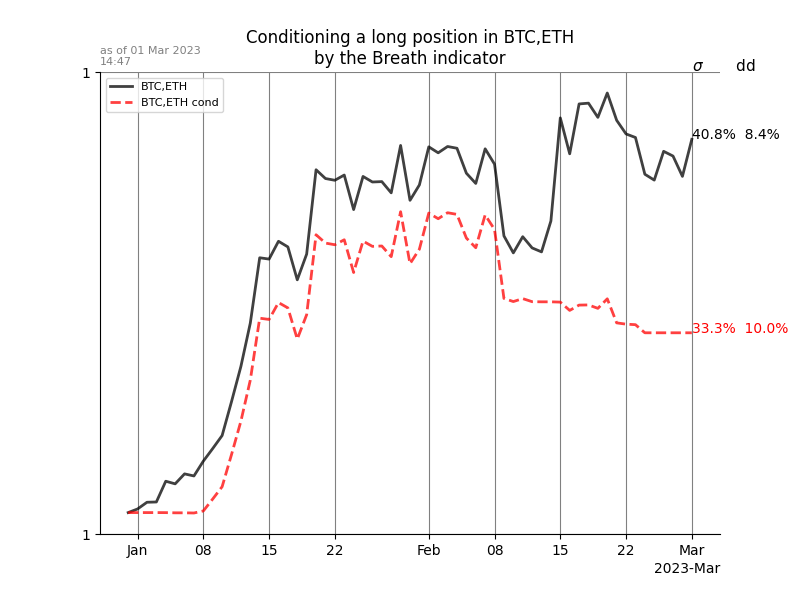 Conditioning a long position in BTC,ETH
by the Breath indicator
as of 01 Mar 2023
14:47
σ dd
1
BTC,ETH
BTC,ETH cond
40.8% 8.4%
33.3% 10.0%
1
Jan 08 15 22 Feb 08 15 22 Mar
2023-Mar